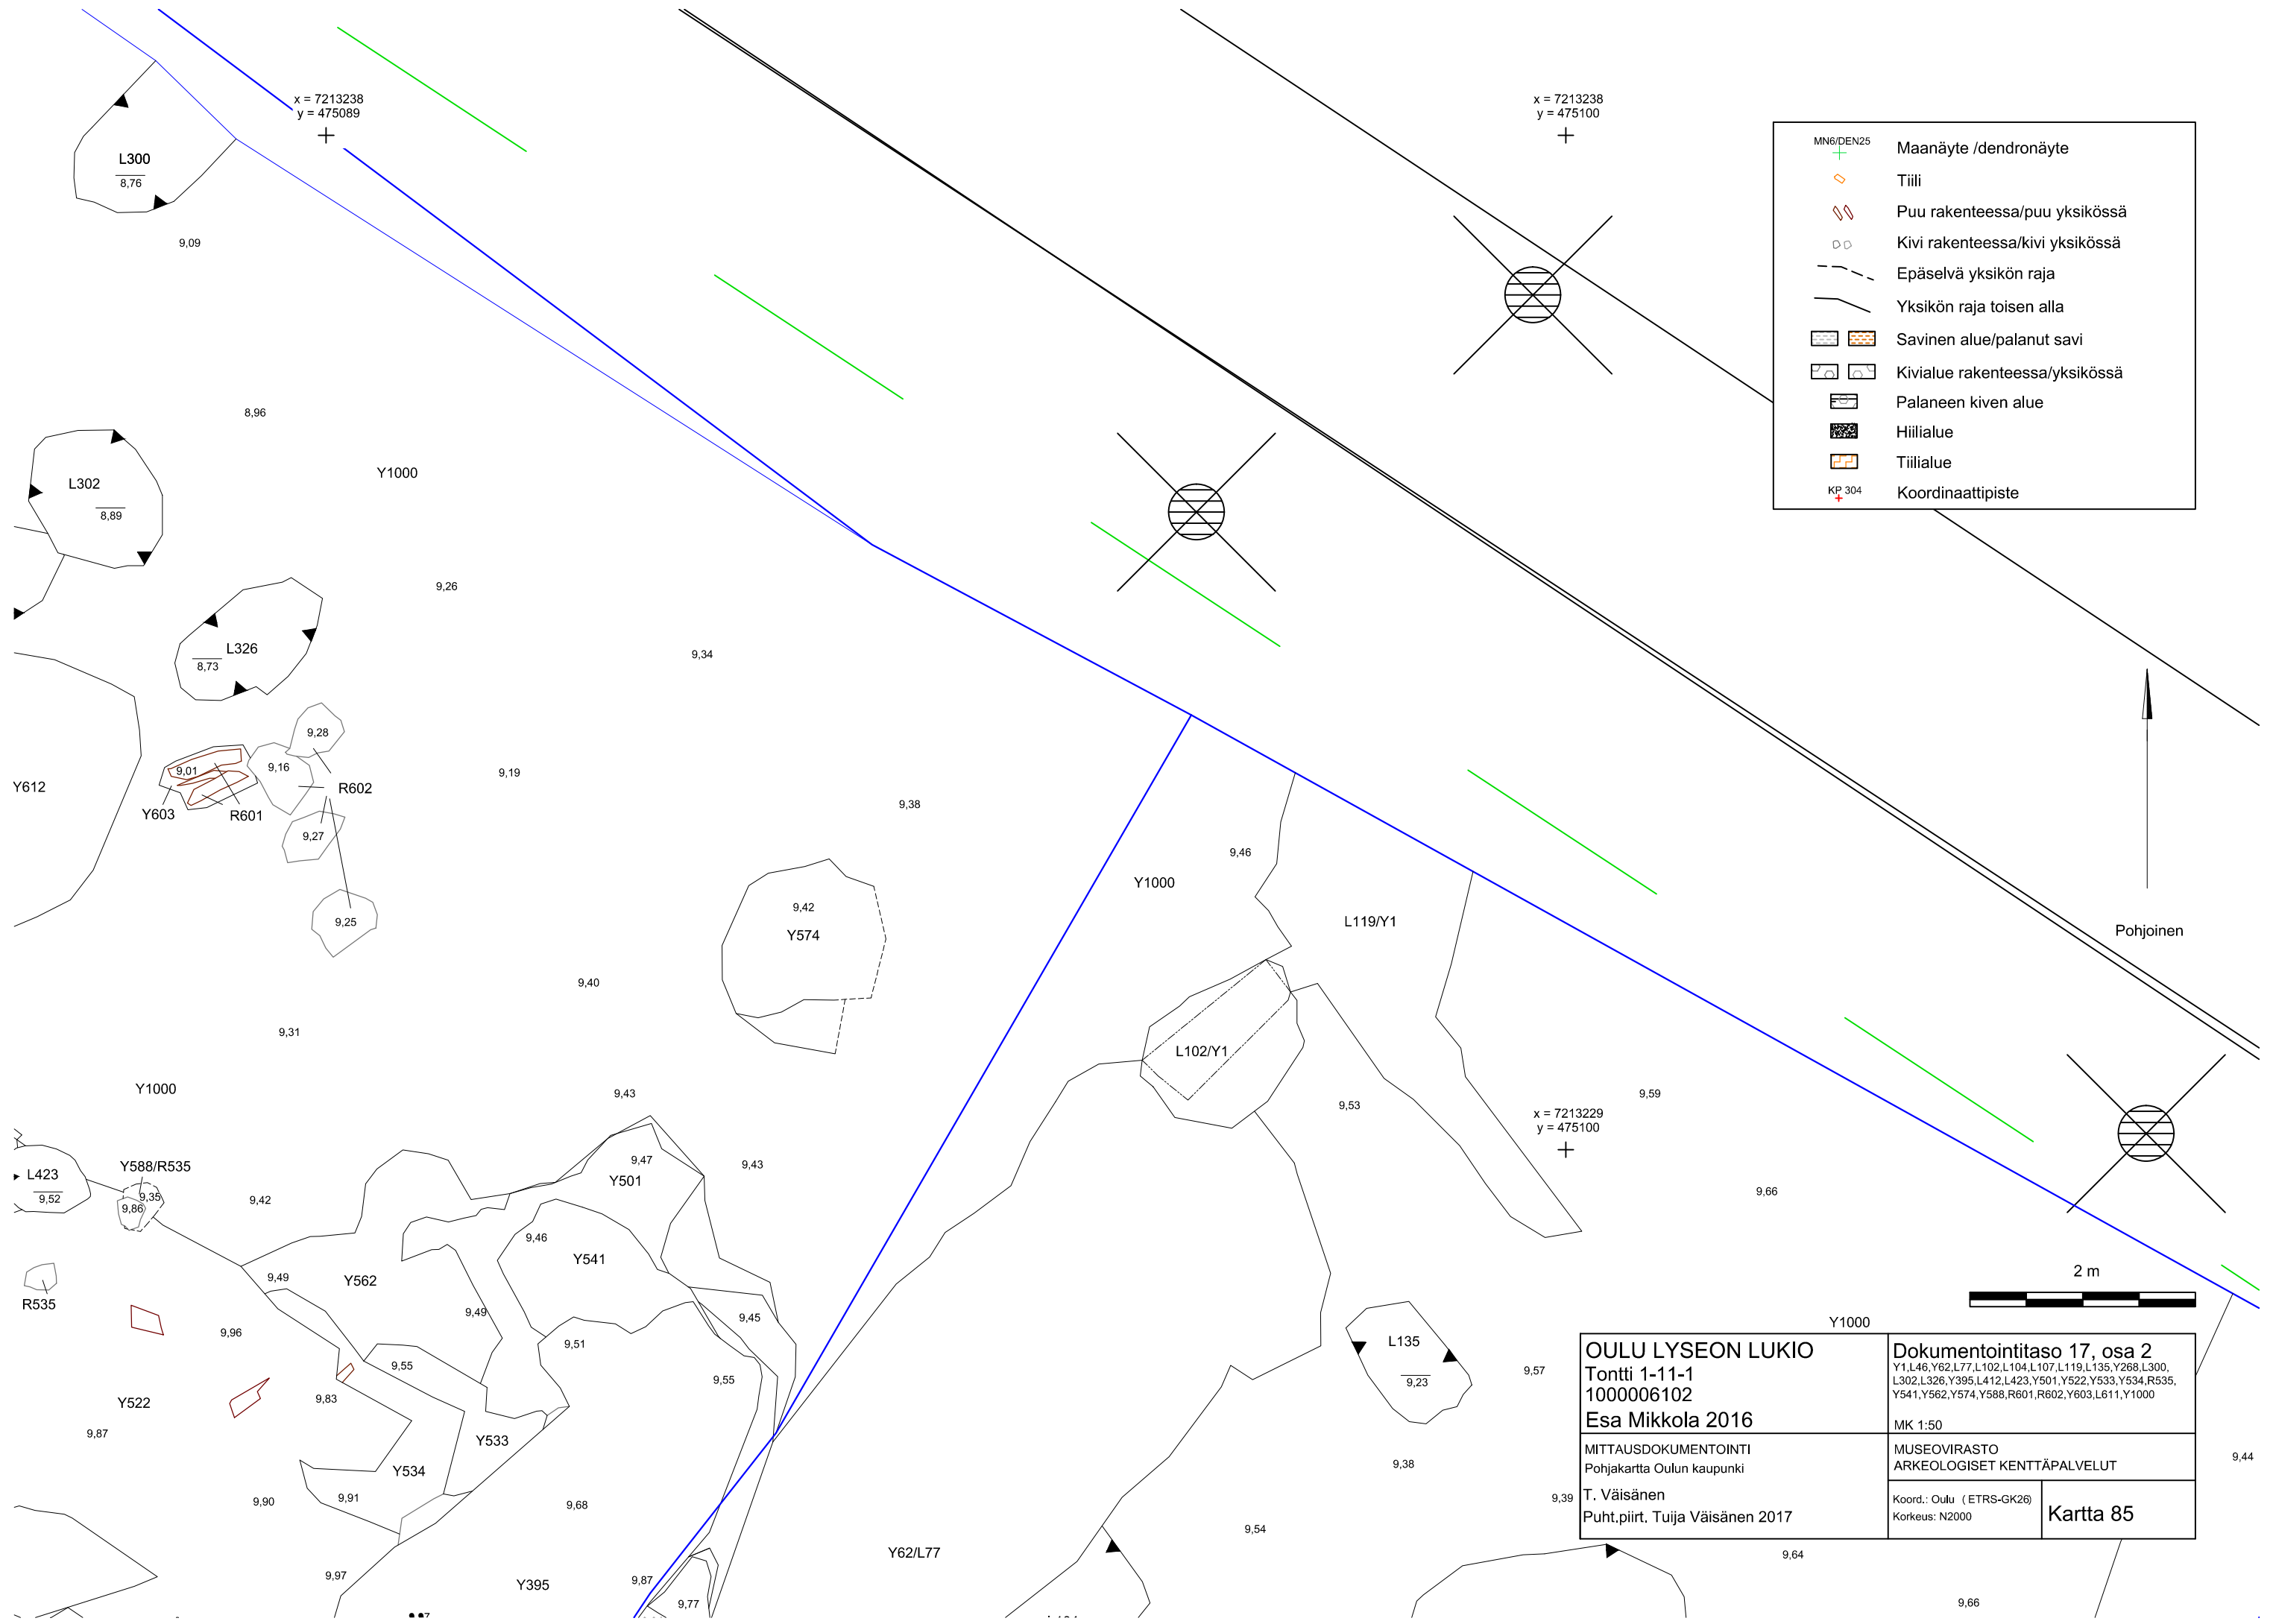 x = 7213238
y = 475089
x = 7213238
y = 475100
L300
8,76
9,09
MN6/DEN25
Maanäyte /dendronäyte
Tiili
Puu rakenteessa/puu yksikössä
Kivi rakenteessa/kivi yksikössä
Epäselvä yksikön raja
Yksikön raja toisen alla
Savinen alue/palanut savi
Kivialue rakenteessa/yksikössä
Palaneen kiven alue
Hiilialue
Tiilialue
KP 304
Koordinaattipiste
8,96
Y1000
L302
8,89
9,26
L326
8,73
9,34
9,28
9,01
9,16
9,19
R602
Y612
Y603
R601
9,38
9,27
9,46
Y1000
9,42
Y574
9,25
L119/Y1
Pohjoinen
9,40
9,31
L102/Y1
Y1000
9,43
9,53
9,59
x = 7213229
y = 475100
L423
9,52
Y588/R535
9,35
9,86
9,42
9,47
Y501
9,43
9,66
9,46
Y541
9,49
Y562
2 m
R535
9,49
9,45
Y1000
9,96
9,51
L135
9,23
9,55
9,55
9,57
9,83
Y522
9,87
Y533
Y534
9,38
9,44
9,91
9,90
9,68
9,39
9,54
Y62/L77
9,64
9,97
Y395
9,87
9,77
9,66
7
OULU LYSEON LUKIO
Tontti 1-11-1
1000006102
Esa Mikkola 2016
Dokumentointitaso 17, osa 2
Y1,L46,Y62,L77,L102,L104,L107,L119,L135,Y268,L300,
L302,L326,Y395,L412,L423,Y501,Y522,Y533,Y534,R535,
Y541,Y562,Y574,Y588,R601,R602,Y603,L611,Y1000
MK 1:50
MITTAUSDOKUMENTOINTI
Pohjakartta Oulun kaupunki
T. Väisänen
Puht.piirt. Tuija Väisänen 2017
MUSEOVIRASTO
ARKEOLOGISET KENTTÄPALVELUT
Koord.: Oulu ( ETRS-GK26)
Korkeus: N2000
Kartta 85